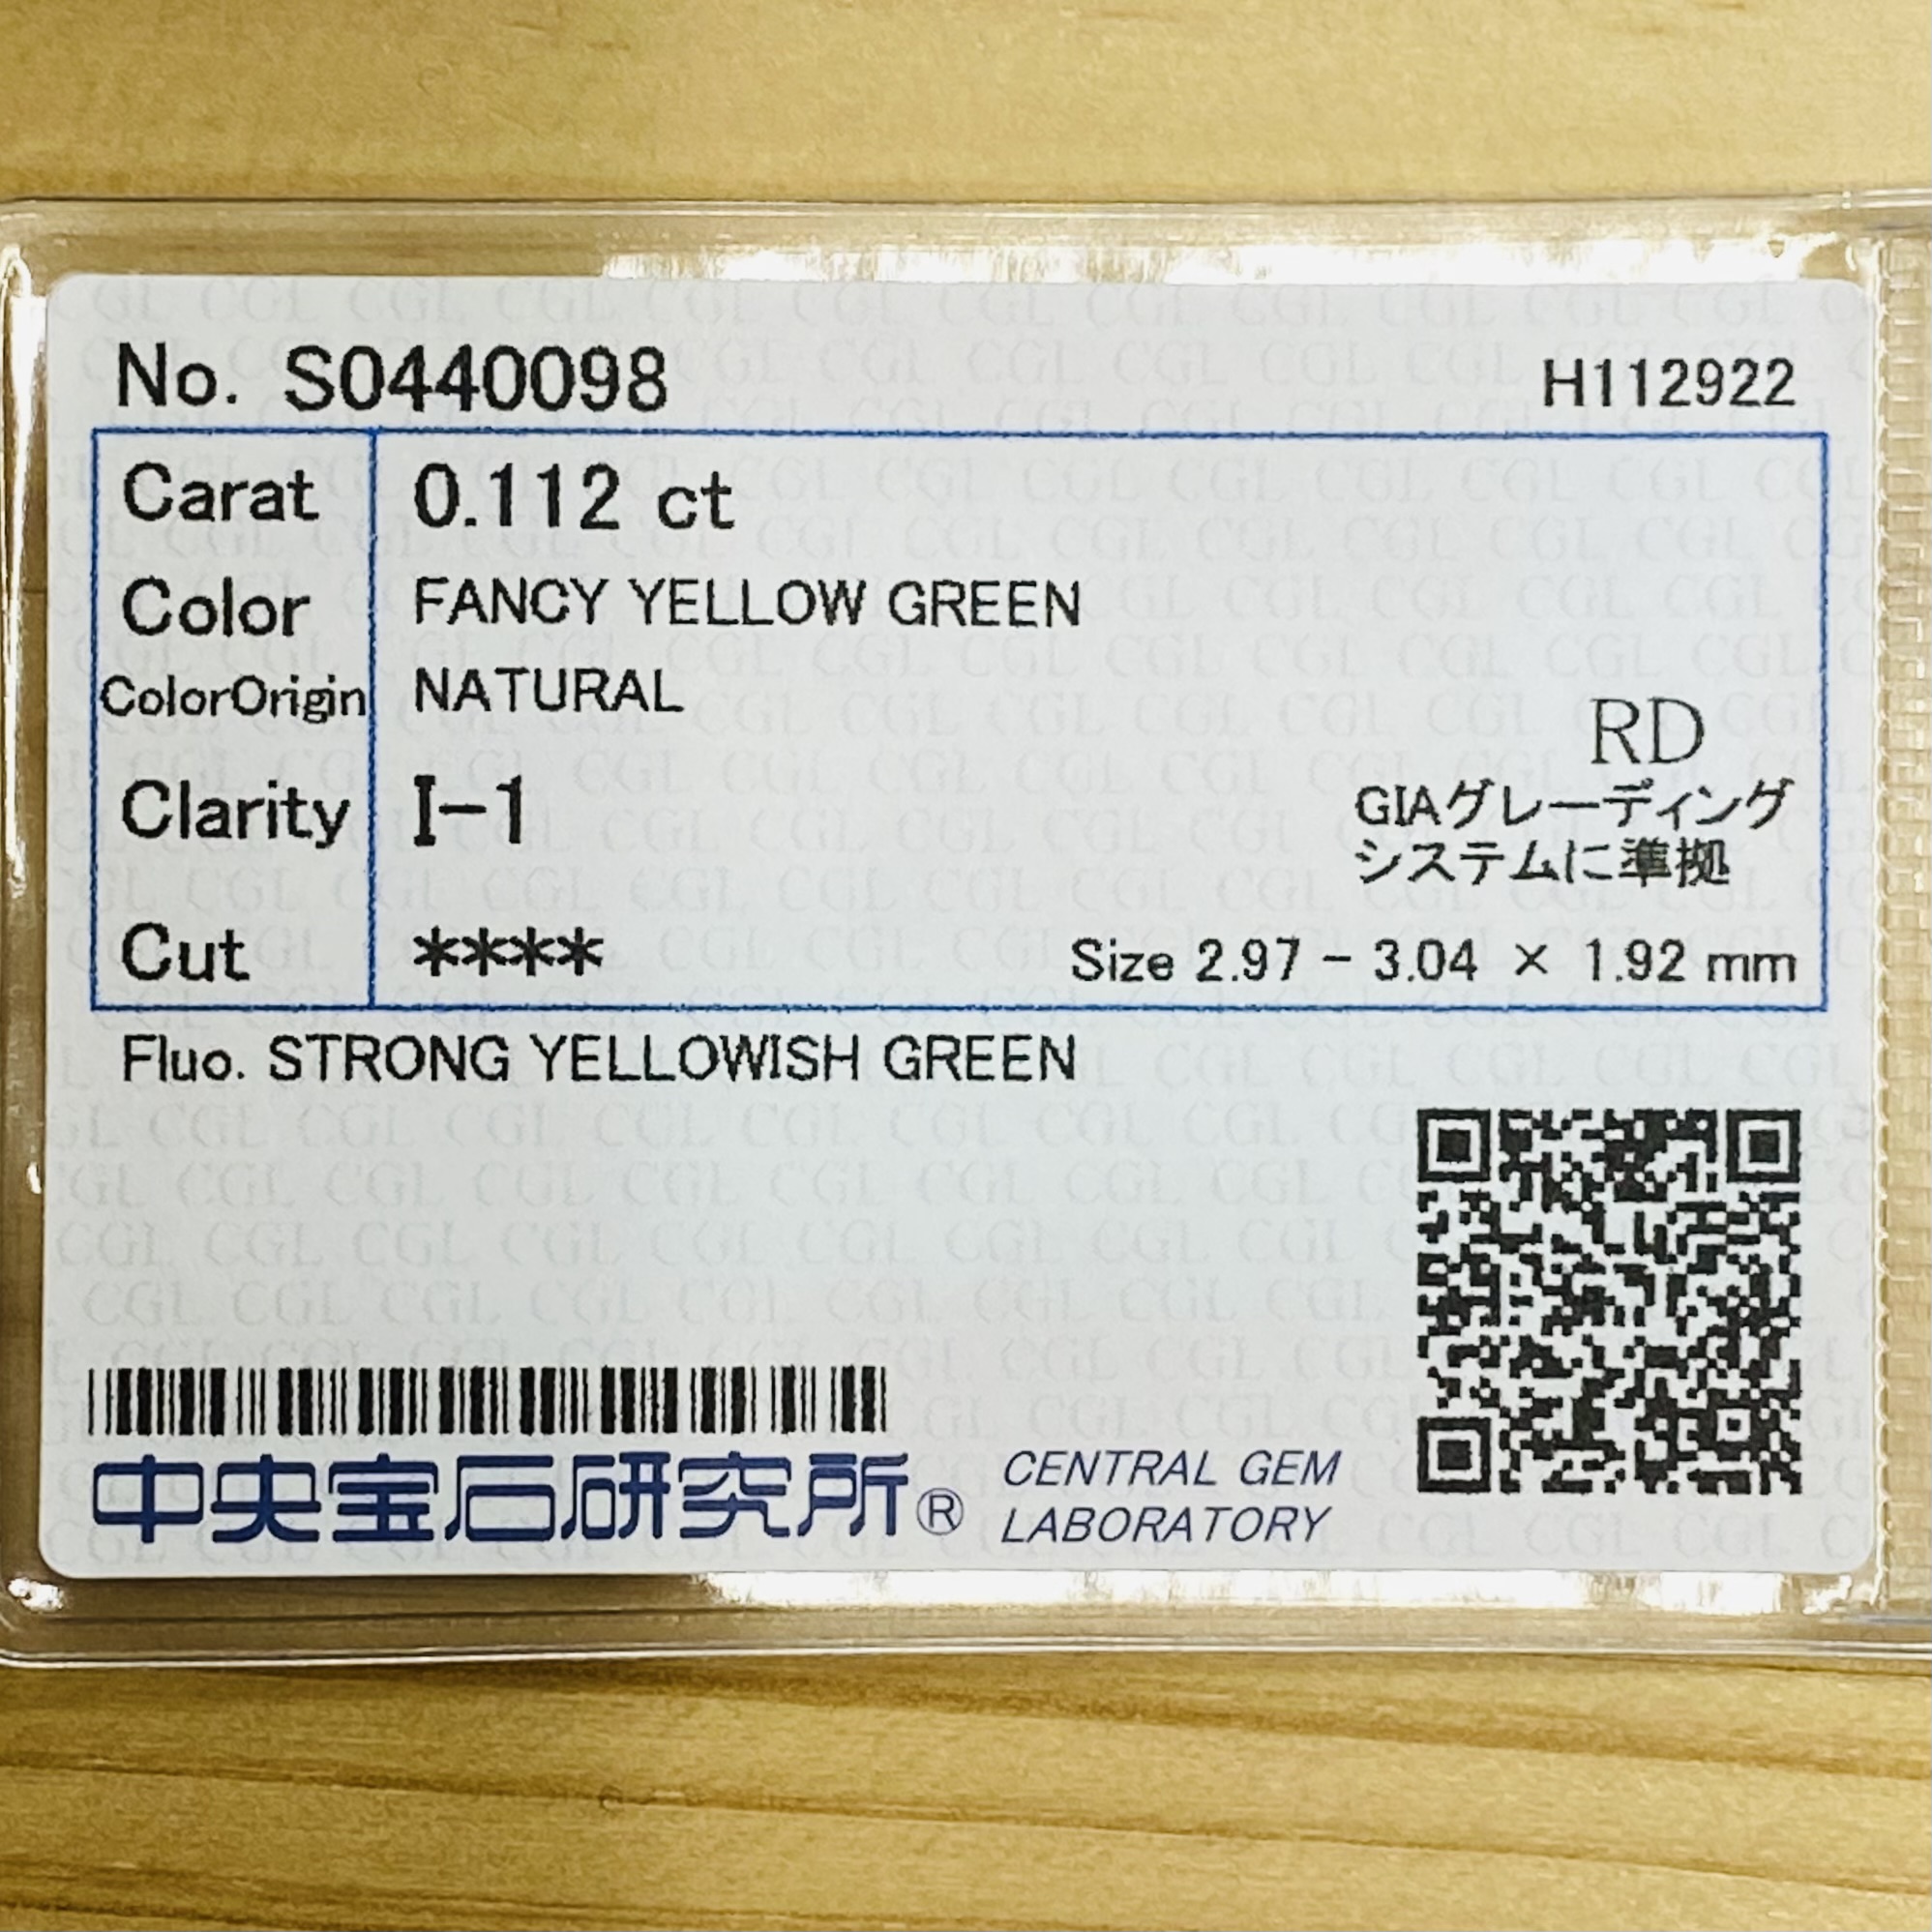 No. S0440098 H112922
Carat 0.112 ct
Color FANCY YELLOW GREEN
ColorOrigin NATURAL
RD
Clarity I-1
GIAグレーディング
システムに準拠
Cut **** Size 2.97 - 3.04 × 1.92 mm
Fluo. STRONG YELLOWISH GREEN
中央宝石研究所® CENTRAL GEM
LABORATORY